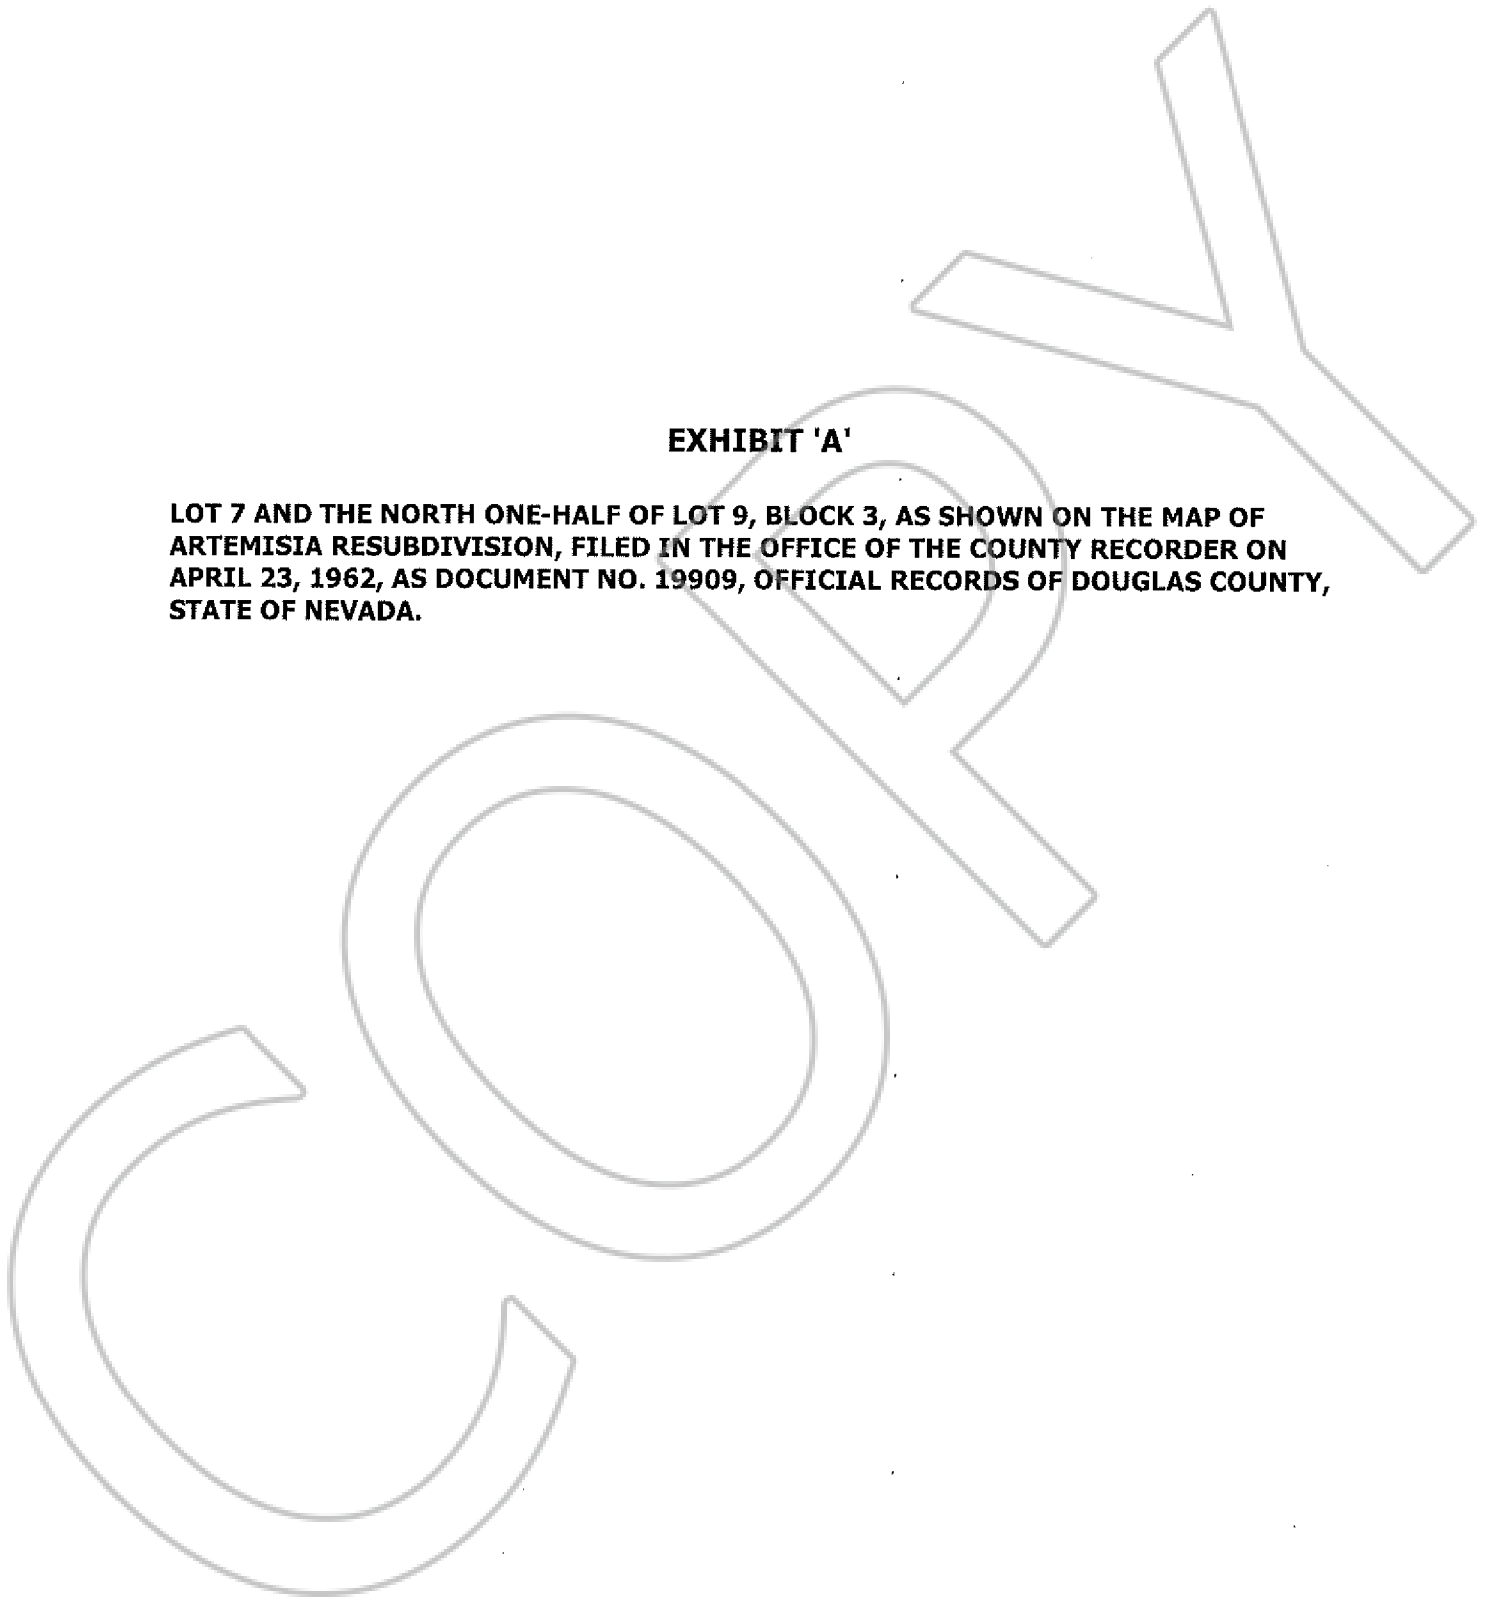 EXHIBIT 'A'
LOT 7 AND THE NORTH ONE-HALF OF LOT 9, BLOCK 3, AS SHOWN ON THE MAP OF
ARTEMISIA RESUBDIVISION, FILED IN THE OFFICE OF THE COUNTY RECORDER ON
APRIL 23, 1962, AS DOCUMENT NO. 19909, OFFICIAL RECORDS OF DOUGLAS COUNTY,
STATE OF NEVADA.
COPY